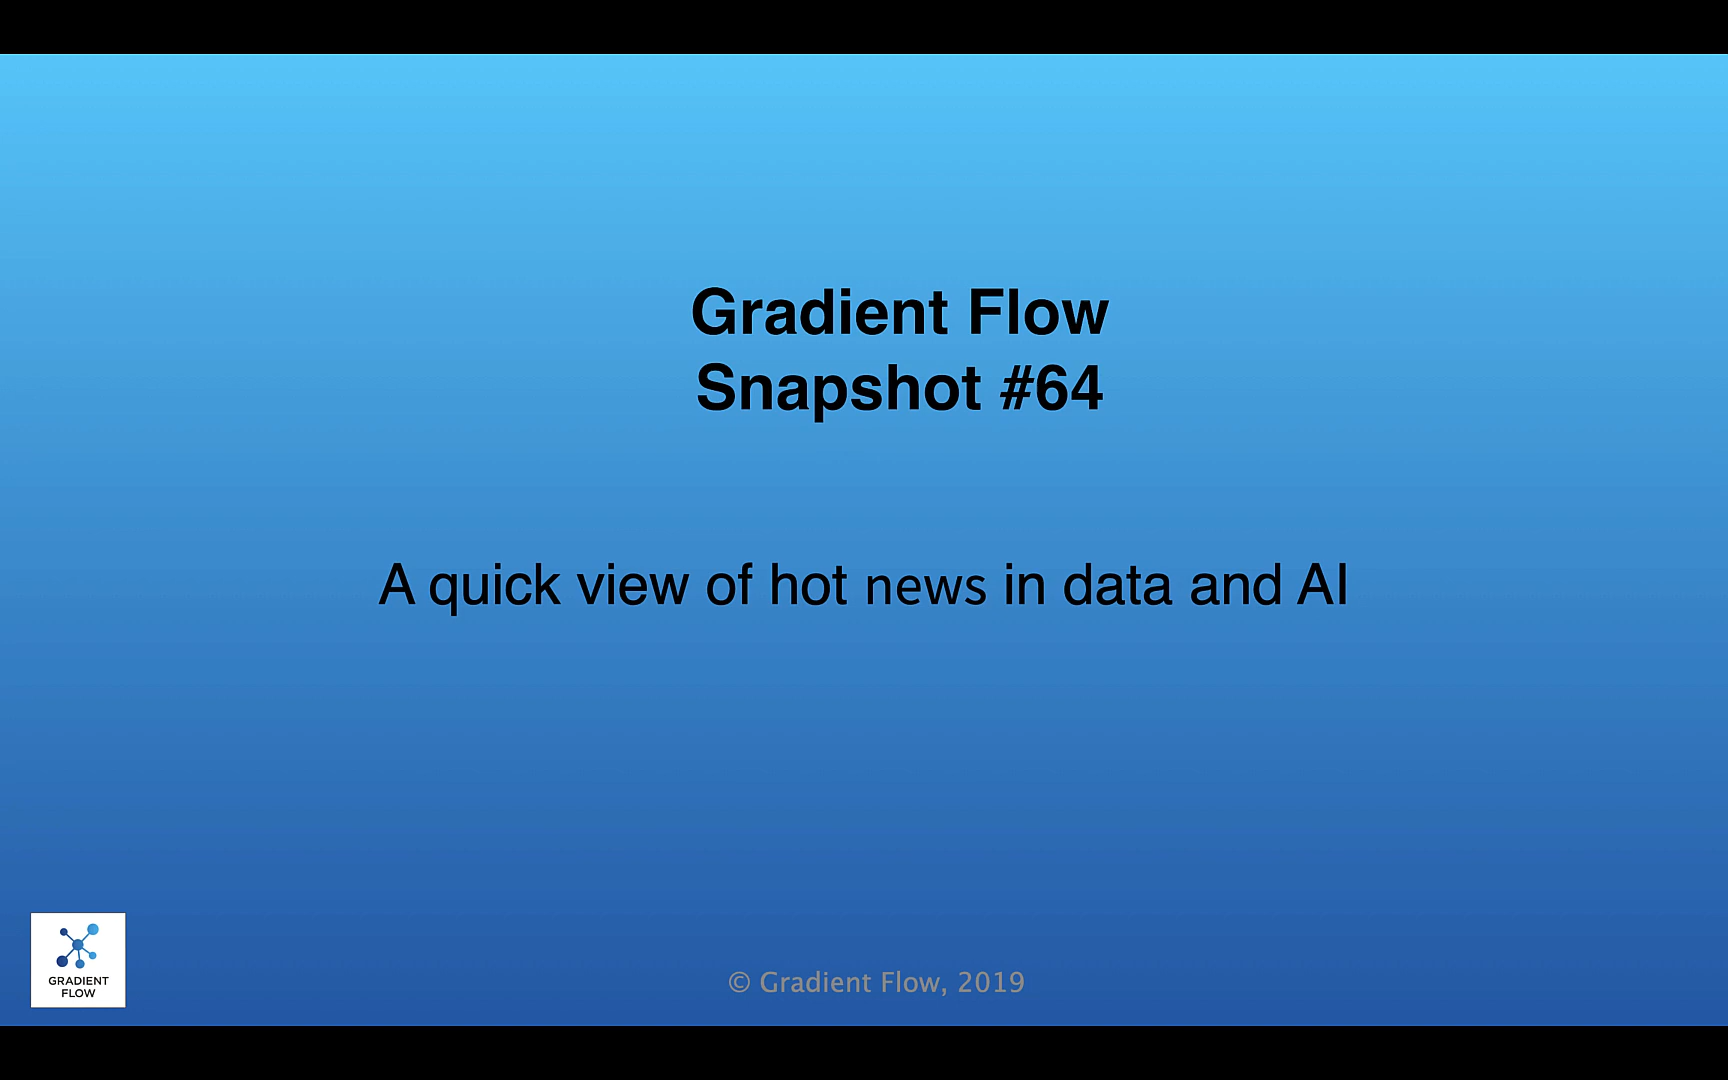 Gradient Flow
Snapshot #64
A quick view of hot news in data and AI
GRADIENT
FLOW
© Gradient Flow, 2019